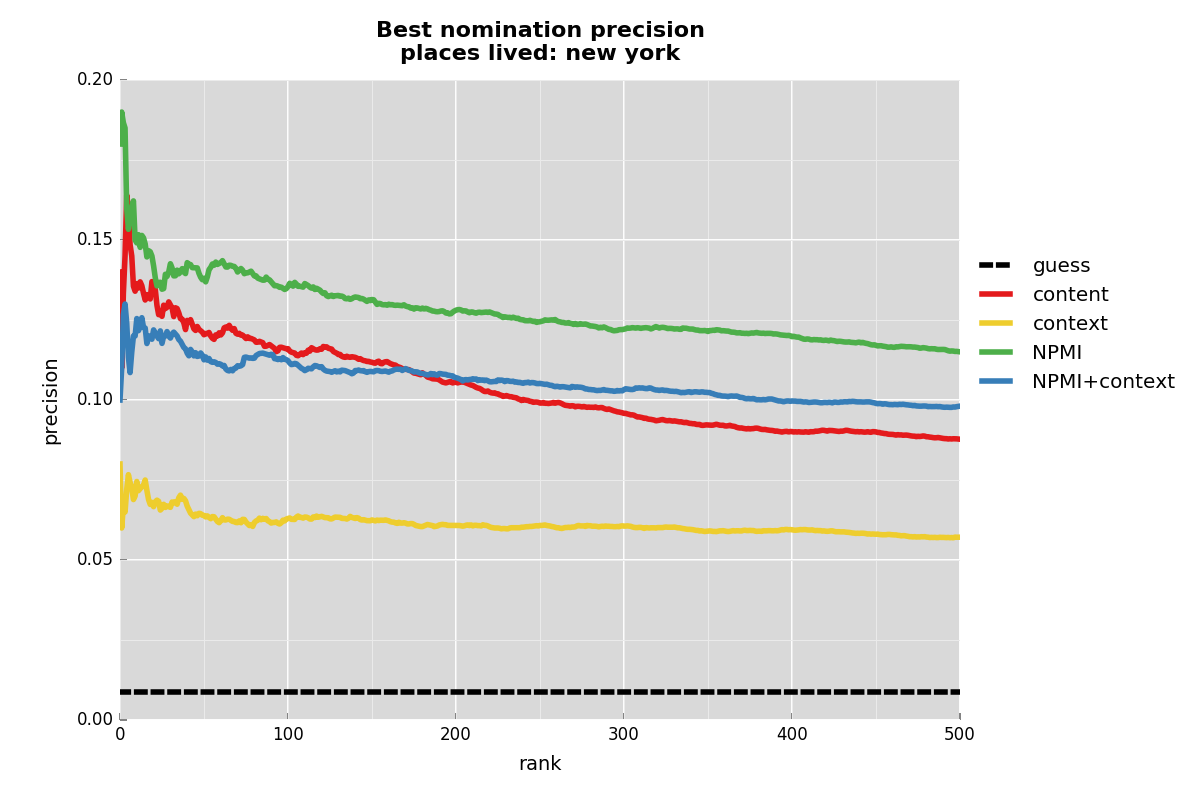 Best nomination precision
places lived: new york
precision
0.20
0.15
0.10
0.05
0.00
0
100
200
300
400
500
rank
guess
content
context
NPMI
NPMI+context